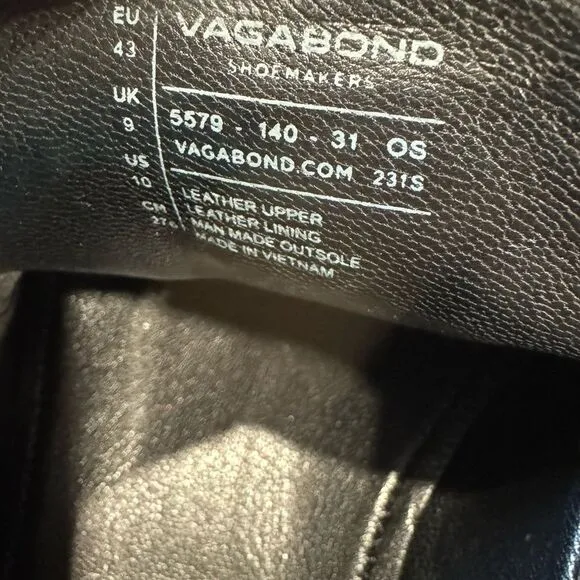 EU
43
UK
9
US
10
CM
VAGABOND
SHOEMAKERS
5579 - 140 - 31 OS
VAGABOND.COM 231S
LEATHER UPPER
LEATHER LINING
MAN MADE OUTSOLE
MADE IN VIETNAM